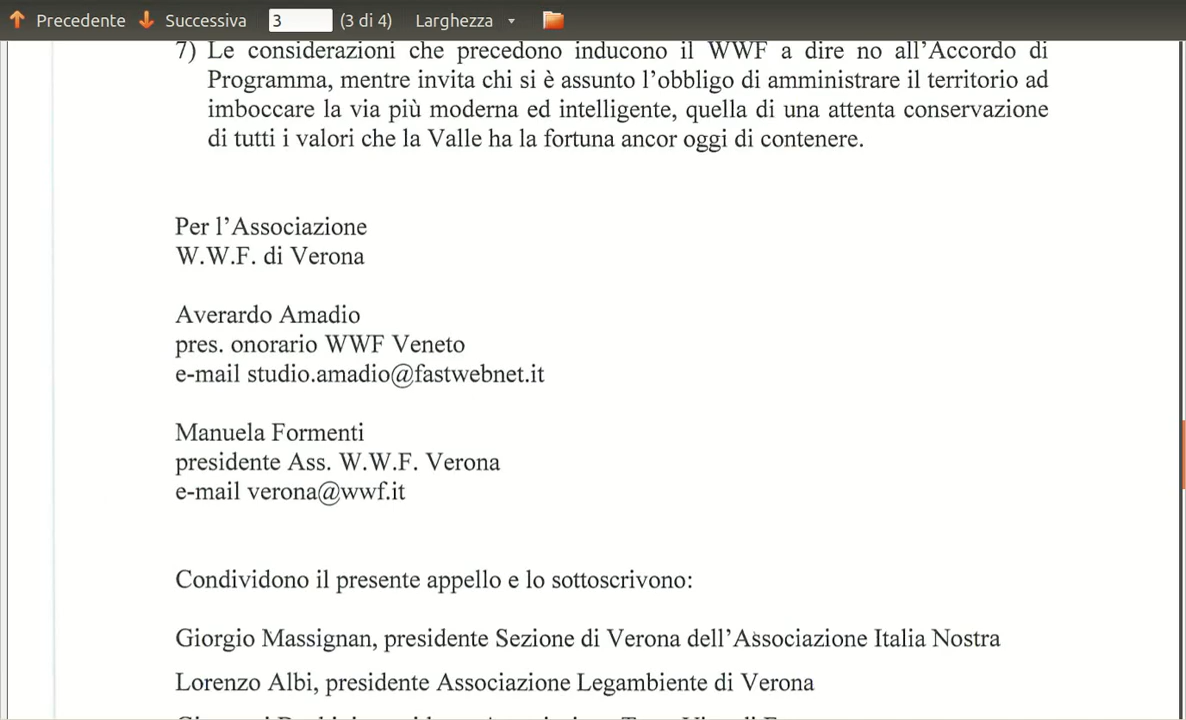 Precedente Successiva 3 (3 di 4) Larghezza
7) Le considerazioni che precedono inducono il WWF a dire no all’Accordo di
Programma, mentre invita chi si è assunto l’obbligo di amministrare il territorio ad
imboccare la via più moderna ed intelligente, quella di una attenta conservazione
di tutti i valori che la Valle ha la fortuna ancor oggi di contenere.
Per l’Associazione
W.W.F. di Verona
Averardo Amadio
pres. onorario WWF Veneto
e-mail studio.amadio@fastwebnet.it
Manuela Formenti
presidente Ass. W.W.F. Verona
e-mail verona@wwf.it
Condividono il presente appello e lo sottoscrivono:
Giorgio Massignan, presidente Sezione di Verona dell’Associazione Italia Nostra
Lorenzo Albi, presidente Associazione Legambiente di Verona